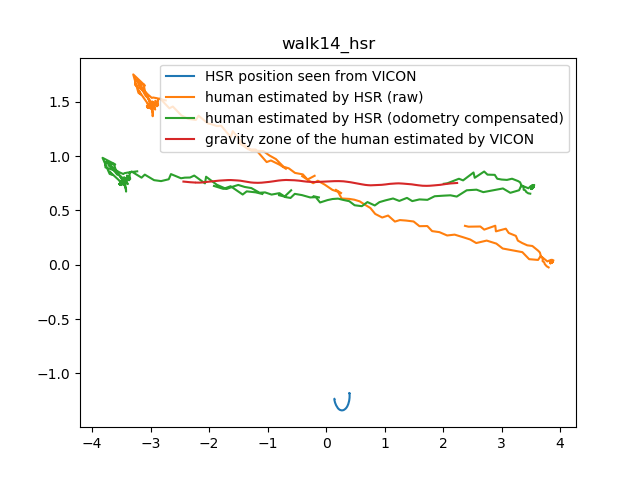 walk14_hsr
HSR position seen from VICON
human estimated by HSR (raw)
human estimated by HSR (odometry compensated)
gravity zone of the human estimated by VICON
1.5
1.0
0.5
0.0
−0.5
−1.0
−4 −3 −2 −1 0 1 2 3 4